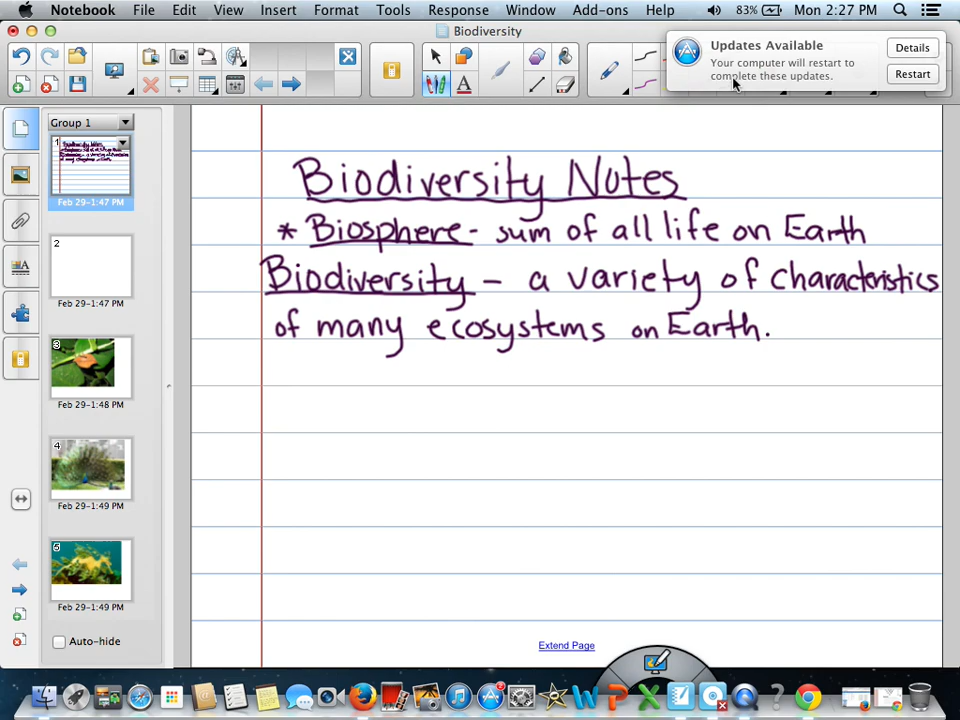 Notebook File Edit View Insert Format Tools Response Window Add-ons Help 83% Mon 2:27 PM
Biodiversity
Updates Available
Your computer will restart to
complete these updates.
Details
Restart
Group 1
1
Feb 29-1:47 PM
2
Feb 29-1:47 PM
3
Feb 29-1:48 PM
4
Feb 29-1:49 PM
5
Feb 29-1:49 PM
Auto-hide
Biodiversity Notes
* Biosphere - sum of all life on Earth
Biodiversity - a variety of characteristics
of many ecosystems on Earth.
Extend Page